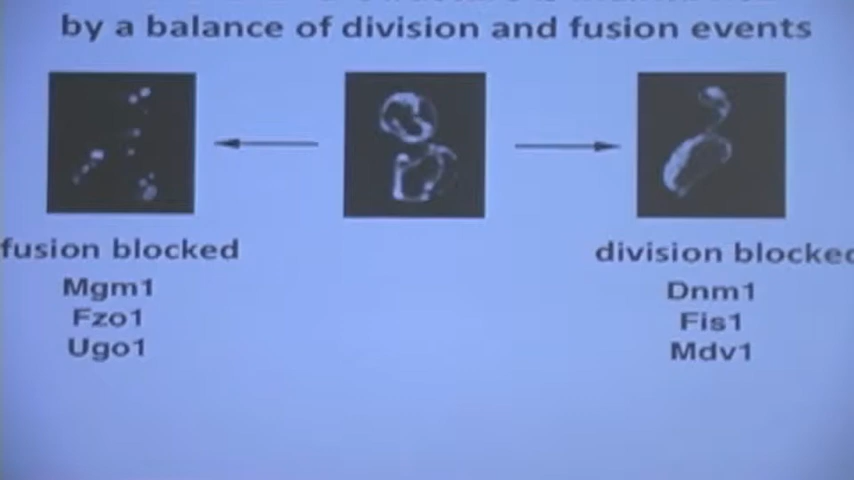 by a balance of division and fusion events
fusion blocked
Mgm1
Fzo1
Ugo1
division blocked
Dnm1
Fis1
Mdv1